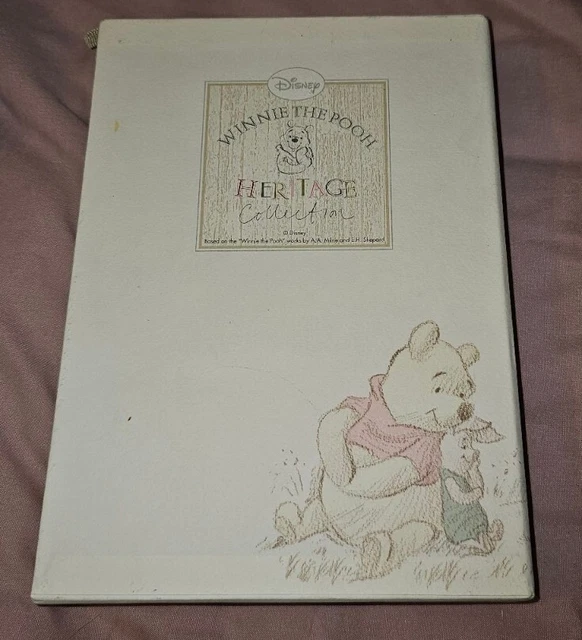 Disney
WINNIE THE POOH
HERITAGE
Collection
© Disney
Based on the "Winnie the Pooh" works by A.A. Milne and E.H. Shepard